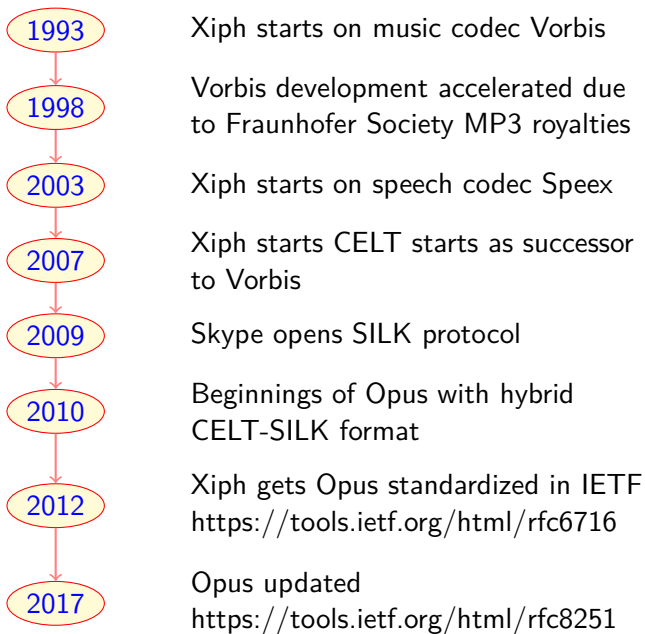 1993 Xiph starts on music codec Vorbis
1998 Vorbis development accelerated due
to Fraunhofer Society MP3 royalties
2003 Xiph starts on speech codec Speex
2007 Xiph starts CELT starts as successor
to Vorbis
2009 Skype opens SILK protocol
2010 Beginnings of Opus with hybrid
CELT-SILK format
2012 Xiph gets Opus standardized in IETF
https://tools.ietf.org/html/rfc6716
2017 Opus updated
https://tools.ietf.org/html/rfc8251